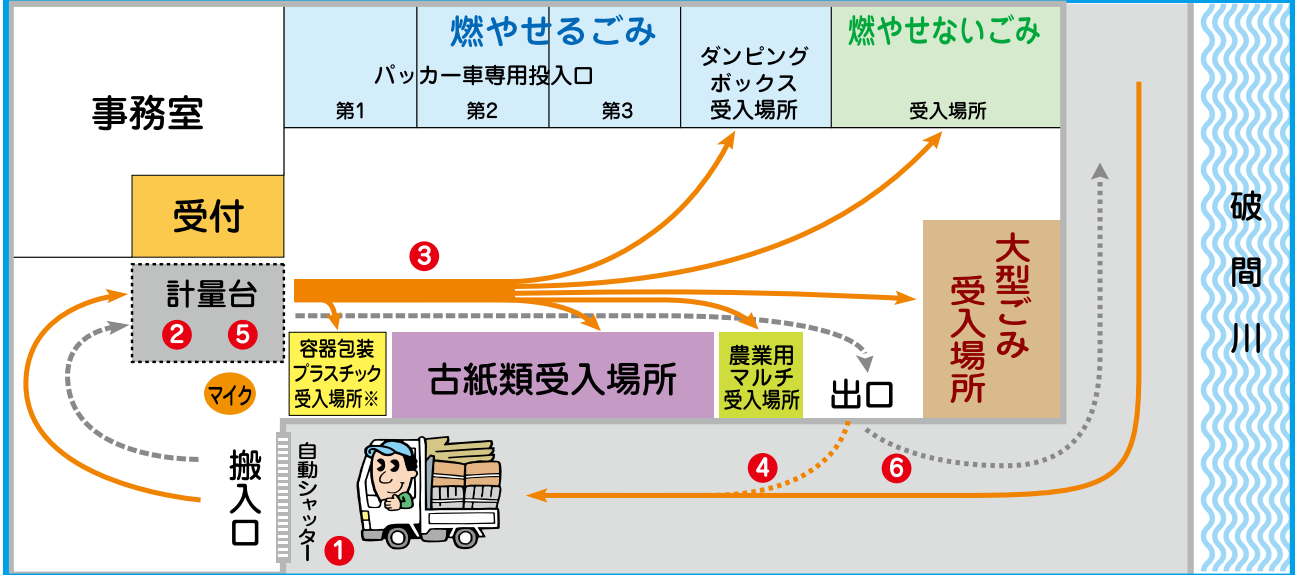 事務室
燃やせるごみ
パッカー車専用投入口
第1
第2
第3
ダンピング
ボックス
受入場所
燃やせないごみ
受入場所
受付
計量台
2
5
3
マイク
容器包装
プラスチック
受入場所※
古紙類受入場所
農業用
マルチ
受入場所
出口
大型ごみ
受入場所
破間川
搬入口
自動シャッター
1
4
6